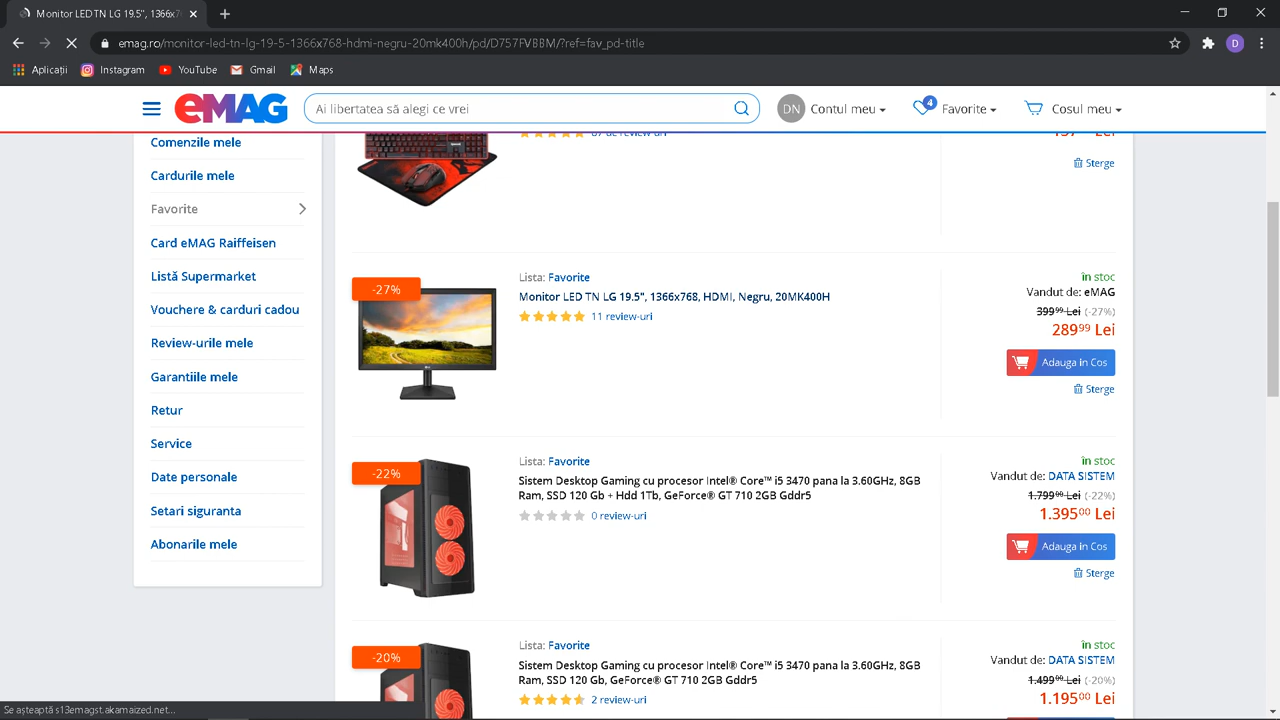 Monitor LED TN LG 19.5", 1366x7
emag.ro/monitor-led-tn-lg-19-5-1366x768-hdmi-negru-20mk400h/pd/D757FVBBM/?ref=fav_pd-title
D
Aplicații Instagram YouTube Gmail Maps
eMAG
Ai libertatea să alegi ce vrei
DN Contul meu
4 Favorite
Cosul meu
Comenzile mele
Cardurile mele
Favorite
Card eMAG Raiffeisen
Listă Supermarket
Vouchere & carduri cadou
Review-urile mele
Garantiile mele
Retur
Service
Date personale
Setari siguranta
Abonarile mele
Sterge
-27%
Lista: Favorite
Monitor LED TN LG 19.5", 1366x768, HDMI, Negru, 20MK400H
11 review-uri
în stoc
Vandut de: eMAG
399⁹⁹ Lei (-27%)
289⁹⁹ Lei
Adauga in Cos
Sterge
-22%
Lista: Favorite
Sistem Desktop Gaming cu procesor Intel® Core™ i5 3470 pana la 3.60GHz, 8GB
Ram, SSD 120 Gb + Hdd 1Tb, GeForce® GT 710 2GB Gddr5
0 review-uri
în stoc
Vandut de: DATA SISTEM
1.799⁰⁰ Lei (-22%)
1.395⁰⁰ Lei
Adauga in Cos
Sterge
-20%
Lista: Favorite
Sistem Desktop Gaming cu procesor Intel® Core™ i5 3470 pana la 3.60GHz, 8GB
Ram, SSD 120 Gb, GeForce® GT 710 2GB Gddr5
2 review-uri
în stoc
Vandut de: DATA SISTEM
1.499⁰⁰ Lei (-20%)
1.195⁰⁰ Lei
Se așteaptă s13emagst.akamaized.net...